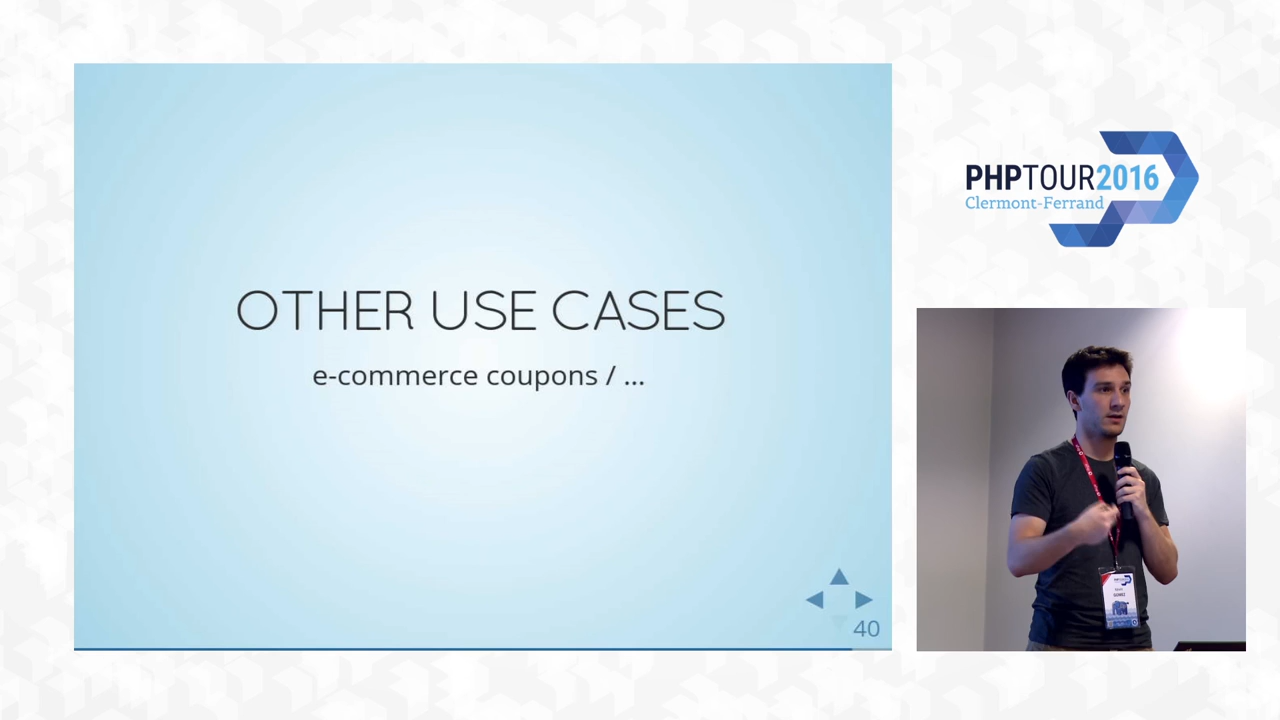 OTHER USE CASES
e-commerce coupons / ...
40
PHPTOUR2016
Clermont-Ferrand